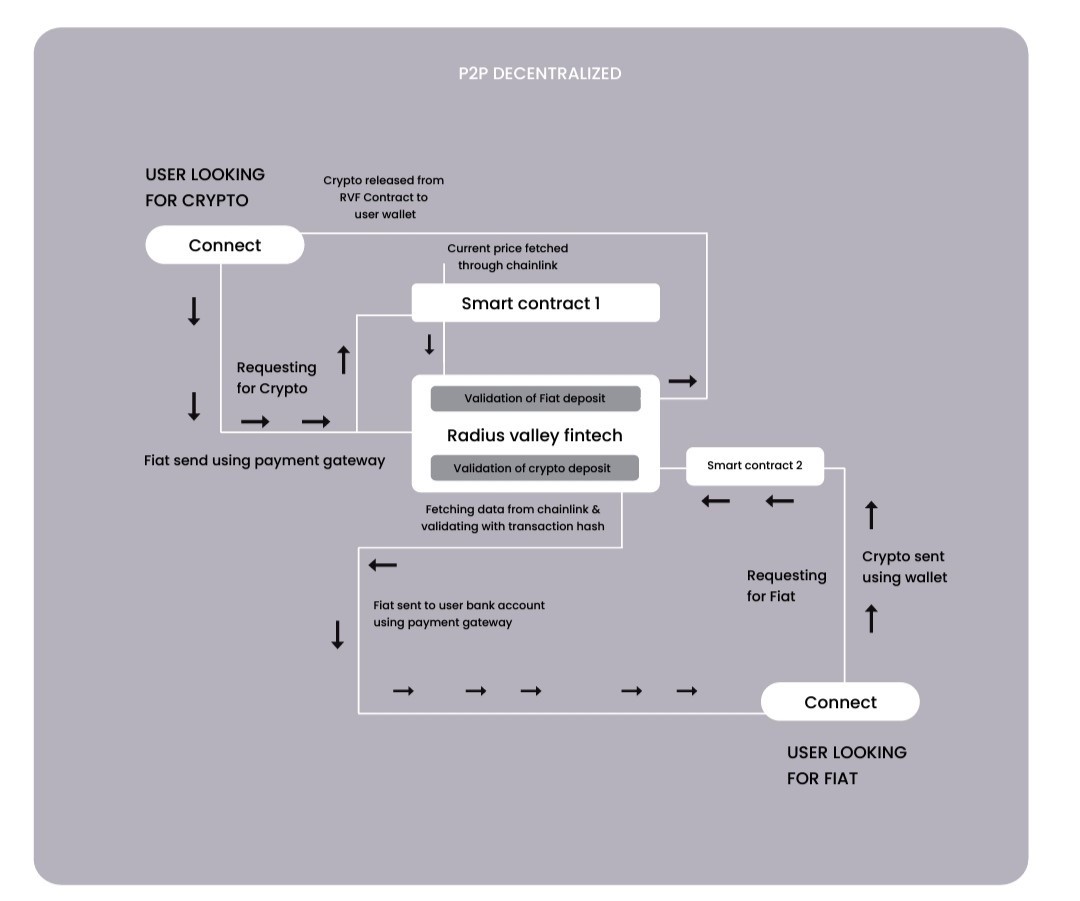 P2P DECENTRALIZED
USER LOOKING
FOR CRYPTO
Crypto released from
RVF Contract to
user wallet
Connect
Current price fetched
through chainlink
Smart contract 1
Requesting
for Crypto
Validation of Fiat deposit
Radius valley fintech
Fiat send using payment gateway
Validation of crypto deposit
Smart contract 2
Fetching data from chainlink &
validating with transaction hash
Crypto sent
using wallet
Requesting
for Fiat
Fiat sent to user bank account
using payment gateway
Connect
USER LOOKING
FOR FIAT